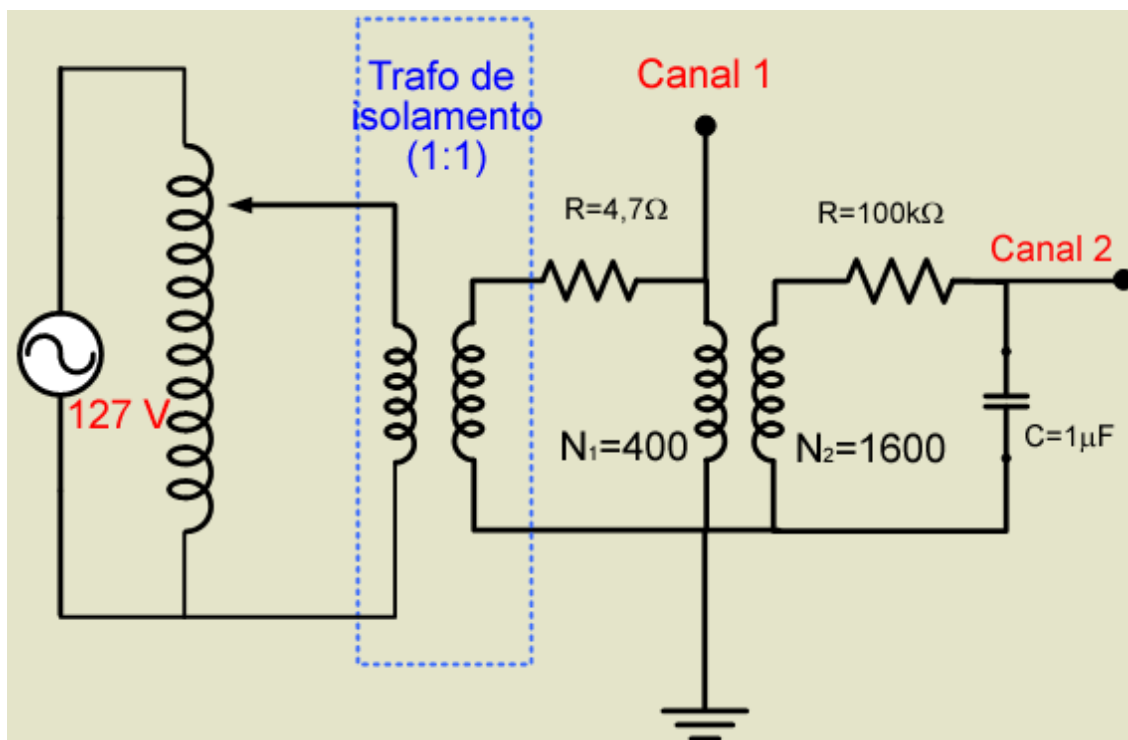 Trafo de
isolamento
(1:1)
Canal 1
R=4,7Ω
R=100kΩ
Canal 2
127 V
N₁=400
N₂=1600
C=1μF